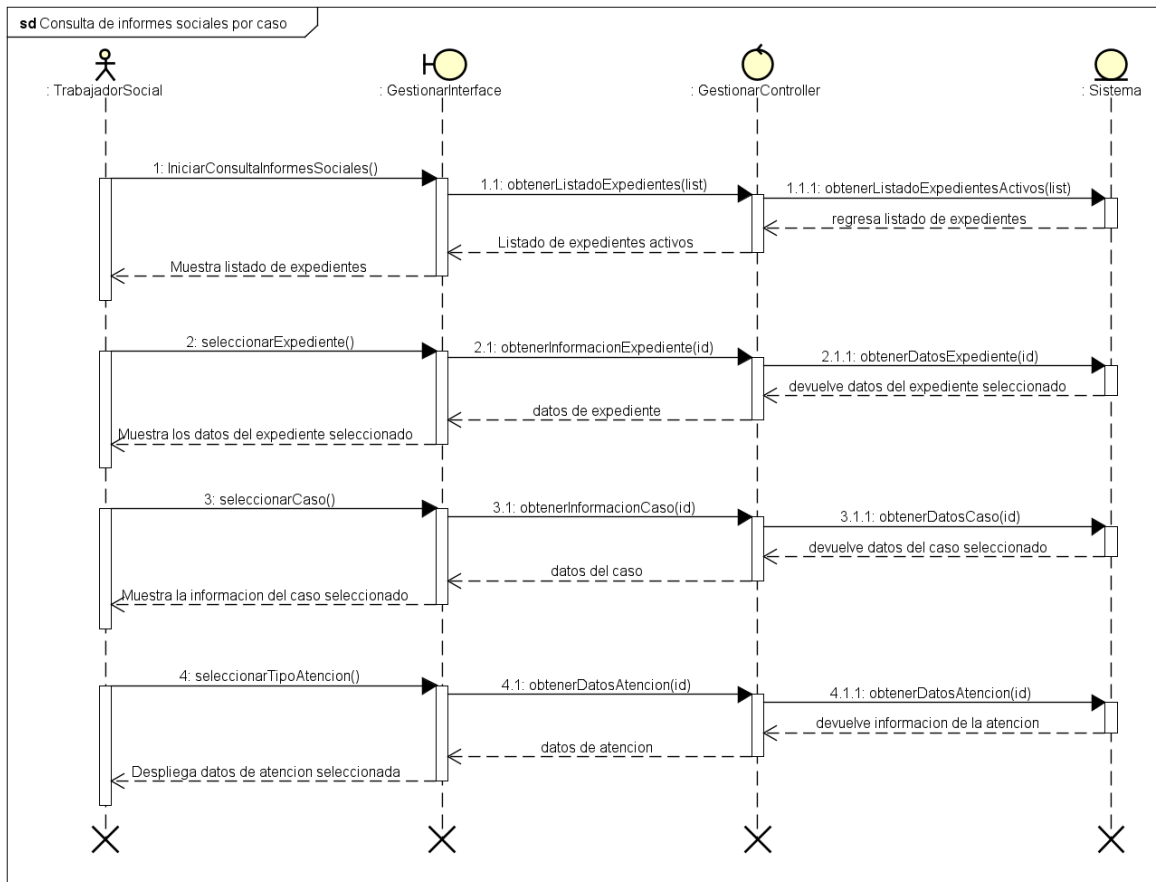 sd Consulta de informes sociales por caso
: TrabajadorSocial
: GestionarInterface
: GestionarController
: Sistema
1: IniciarConsultaInformesSociales()
1.1: obtenerListadoExpedientes(list)
1.1.1: obtenerListadoExpedientesActivos(list)
regresa listado de expedientes
Listado de expedientes activos
Muestra listado de expedientes
2: seleccionarExpediente()
2.1: obtenerInformacionExpediente(id)
2.1.1: obtenerDatosExpediente(id)
devuelve datos del expediente seleccionado
datos de expediente
Muestra los datos del expediente seleccionado
3: seleccionarCaso()
3.1: obtenerInformacionCaso(id)
3.1.1: obtenerDatosCaso(id)
devuelve datos del caso seleccionado
datos del caso
Muestra la informacion del caso seleccionado
4: seleccionarTipoAtencion()
4.1: obtenerDatosAtencion(id)
4.1.1: obtenerDatosAtencion(id)
devuelve informacion de la atencion
datos de atencion
Despliega datos de atencion seleccionada